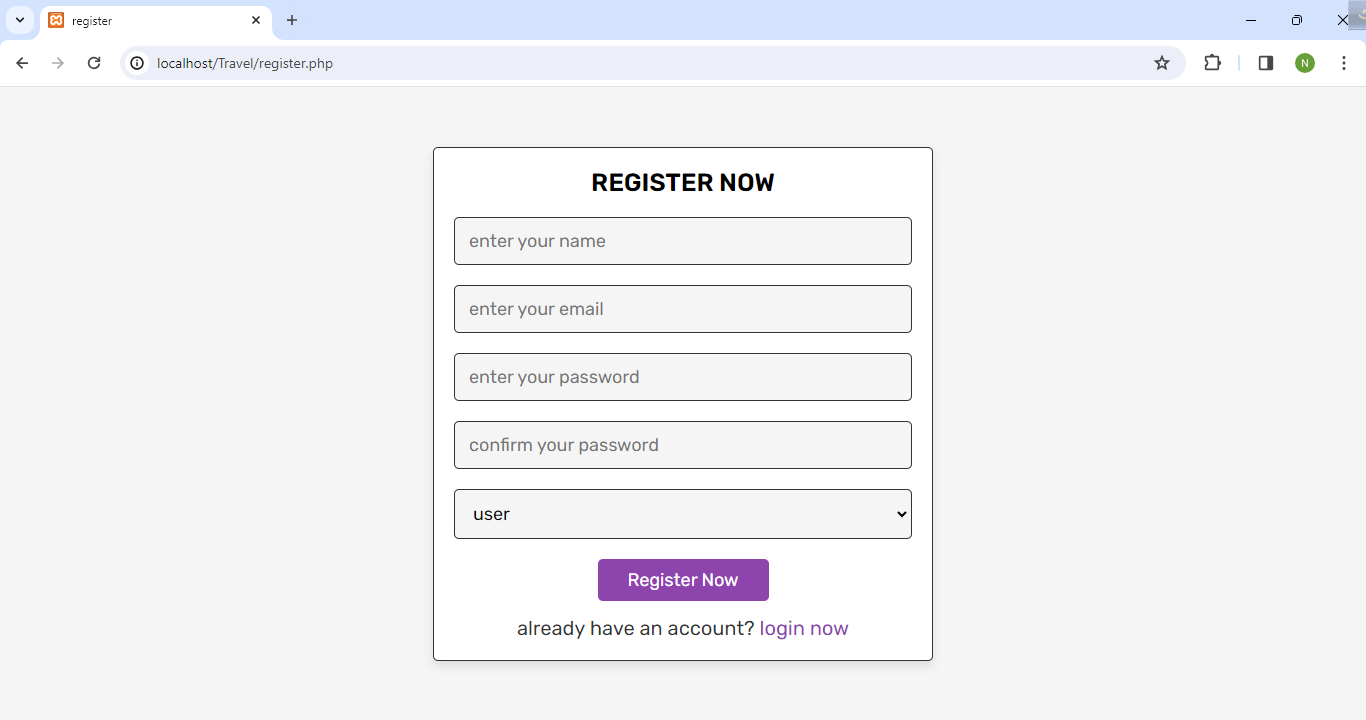 register
localhost/Travel/register.php
N
REGISTER NOW
enter your name
enter your email
enter your password
confirm your password
user
Register Now
already have an account? login now